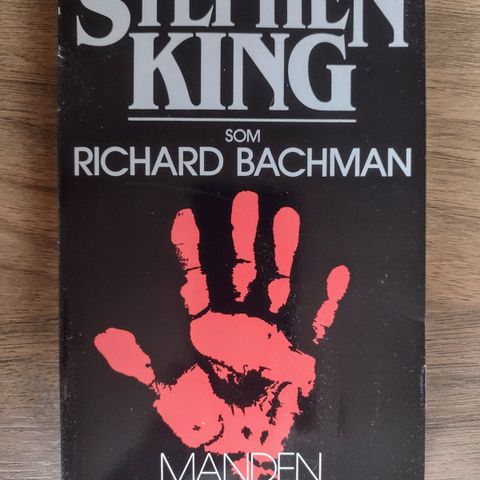 STEPHEN
KING
SOM
RICHARD BACHMAN
MANDEN